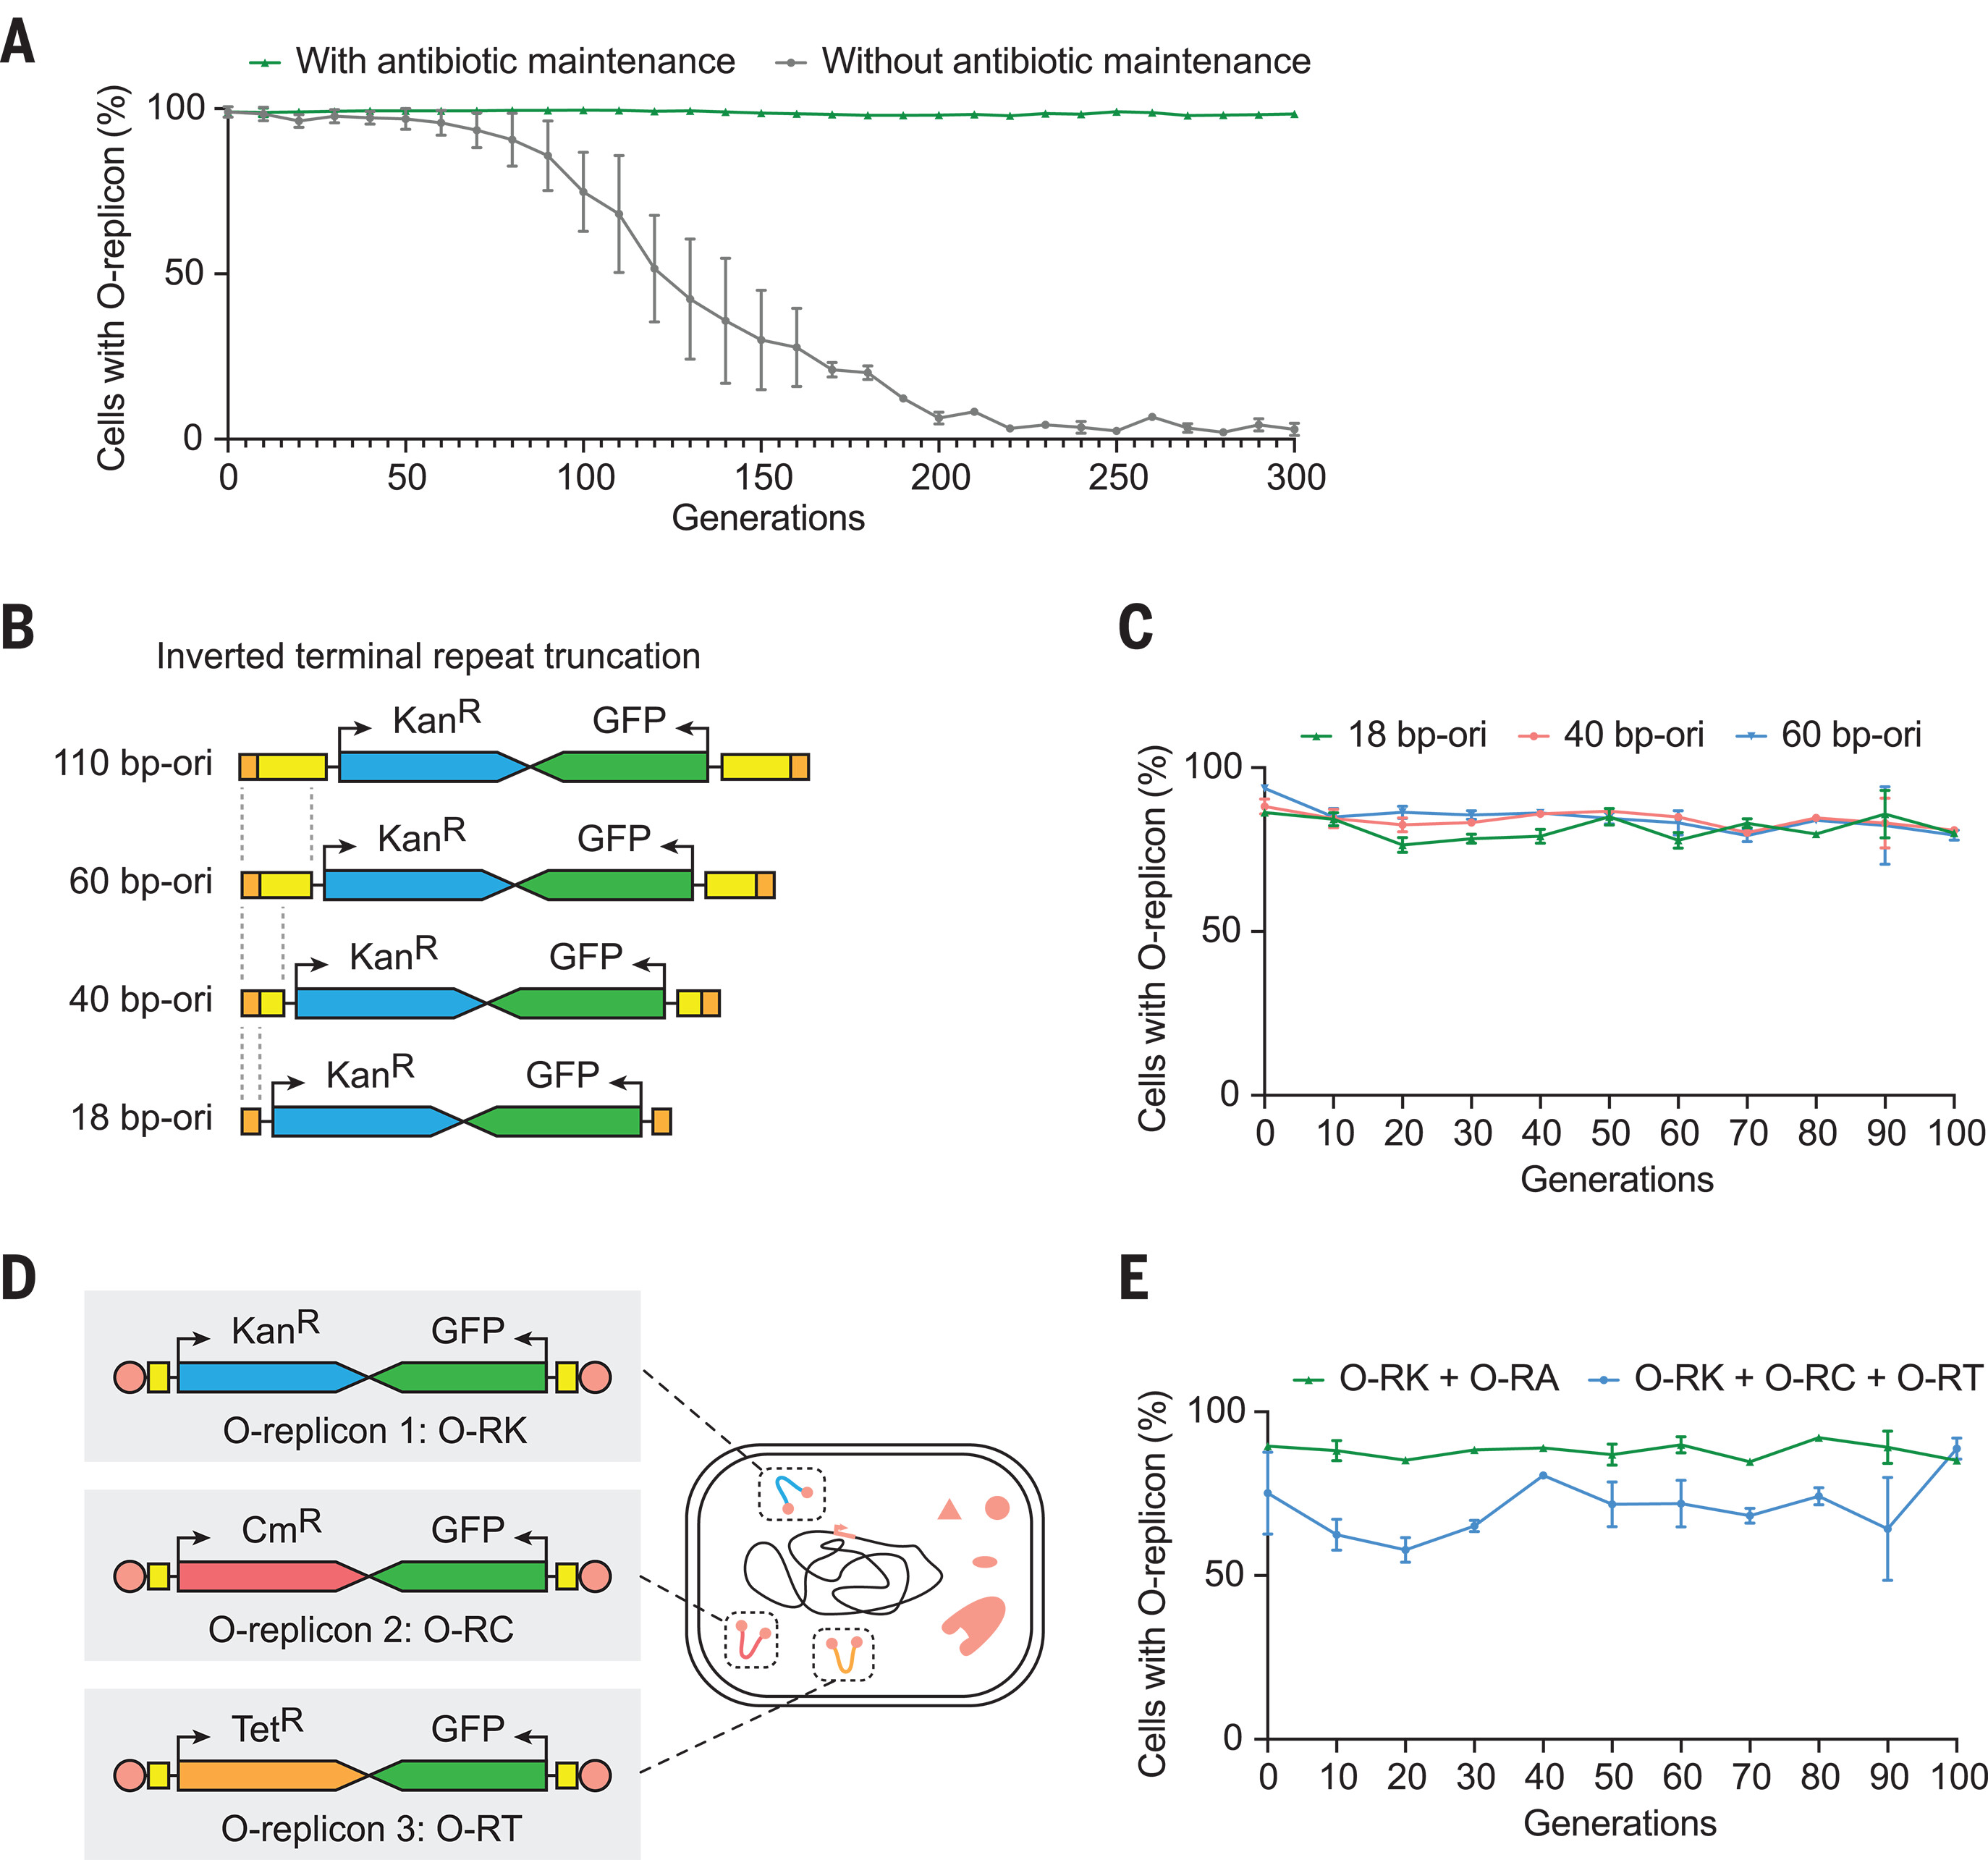 A
With antibiotic maintenance
Without antibiotic maintenance
Cells with O-replicon (%)
100
50
0
0 50 100 150 200 250 300
Generations
B
Inverted terminal repeat truncation
110 bp-ori
KanR
GFP
60 bp-ori
KanR
GFP
40 bp-ori
KanR
GFP
18 bp-ori
KanR
GFP
C
18 bp-ori
40 bp-ori
60 bp-ori
Cells with O-replicon (%)
100
50
0
0 10 20 30 40 50 60 70 80 90 100
Generations
D
KanR
GFP
O-replicon 1: O-RK
CmR
GFP
O-replicon 2: O-RC
TetR
GFP
O-replicon 3: O-RT
E
O-RK + O-RA
O-RK + O-RC + O-RT
Cells with O-replicon (%)
100
50
0
0 10 20 30 40 50 60 70 80 90 100
Generations